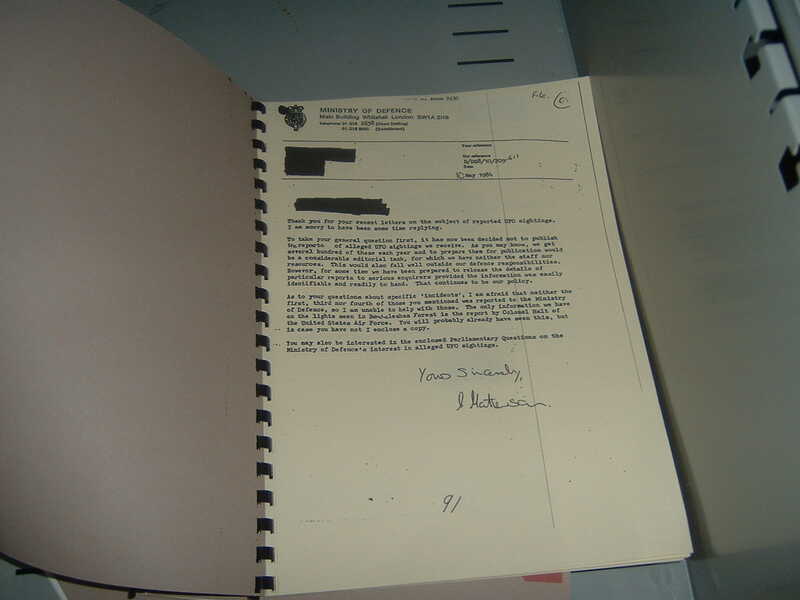 File.
MINISTRY OF DEFENCE
Main Building Whitehall London SW1A 2HB
Telephone 01-218 2658 (Direct Dialling)
01-218 9000 (Switchboard)
Your reference
Our reference
Date
May 1984
Thank you for your recent letters on the subject of reported UFO sightings.
I am sorry to have been some time replying.
To take your general question first, it has now been decided not to publish
reports of alleged UFO sightings we receive. As you may know, we get
several hundred of these each year and to prepare them for publication would
be a considerable editorial task, for which we have neither the staff nor
resources. This would also fall well outside our defence responsibilities.
However, for some time we have been prepared to release the details of
particular reports to serious enquirers provided the information was easily
identifiable and readily to hand. That continues to be our policy.
As to your questions about specific 'incidents', I am afraid that neither the
first, third nor fourth of those you mentioned was reported to the Ministry
of Defence, so I am unable to help with those. The only information we have
on the lights seen in Forest is the report by Colonel Halt of
the United States Air Force. You will probably already have seen this, but
in case you have not I enclose a copy.
You may also be interested in the enclosed Parliamentary Questions on the
Ministry of Defence's interest in alleged UFO sightings.
Yours Sincerely,
91